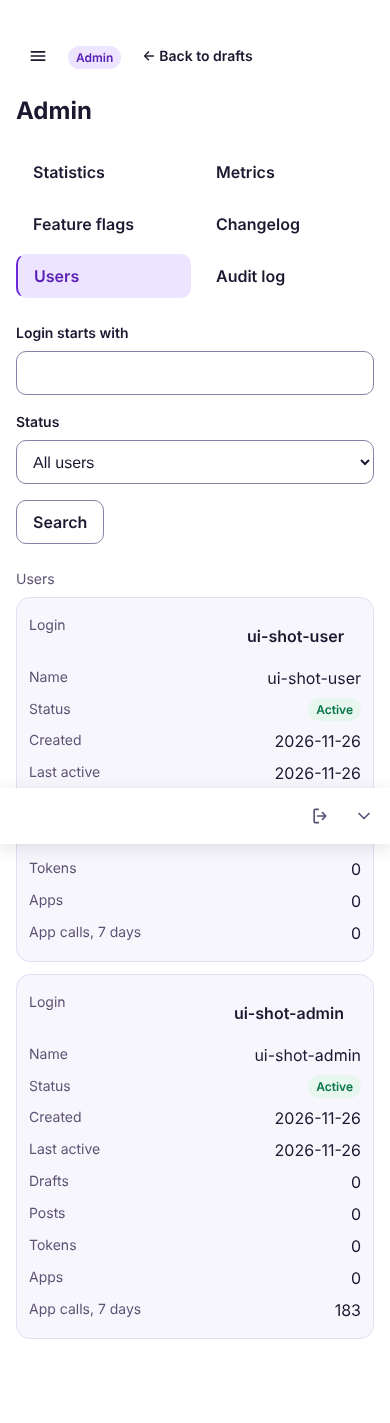 Admin
← Back to drafts
Admin
Statistics
Metrics
Feature flags
Changelog
Users
Audit log
Login starts with
Status
All users
Search
Users
Login
ui-shot-user
Name
ui-shot-user
Status
Active
Created
2026-11-26
Last active
2026-11-26
Tokens
0
Apps
0
App calls, 7 days
0
Login
ui-shot-admin
Name
ui-shot-admin
Status
Active
Created
2026-11-26
Last active
2026-11-26
Drafts
0
Posts
0
Tokens
0
Apps
0
App calls, 7 days
183